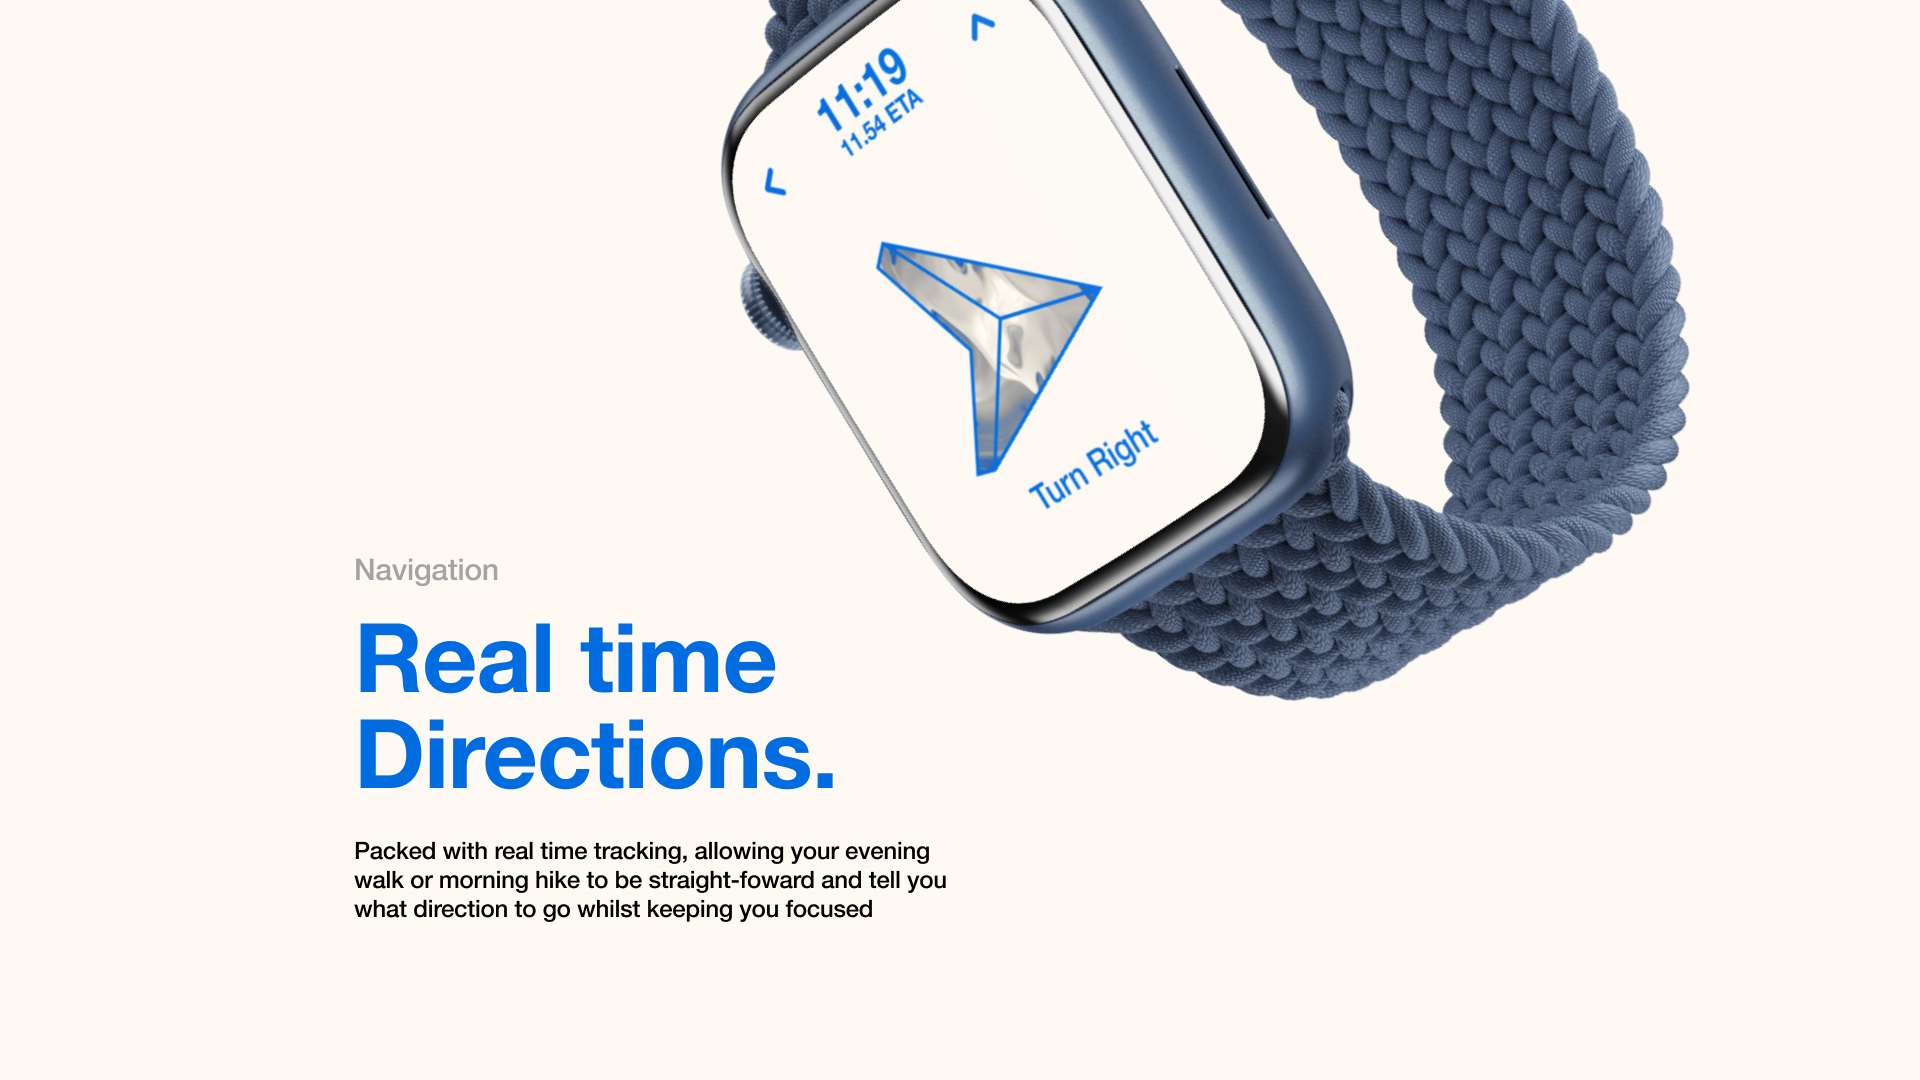 11:19
11.54 ETA
Turn Right
Navigation
Real time
Directions.
Packed with real time tracking, allowing your evening
walk or morning hike to be straight-foward and tell you
what direction to go whilst keeping you focused